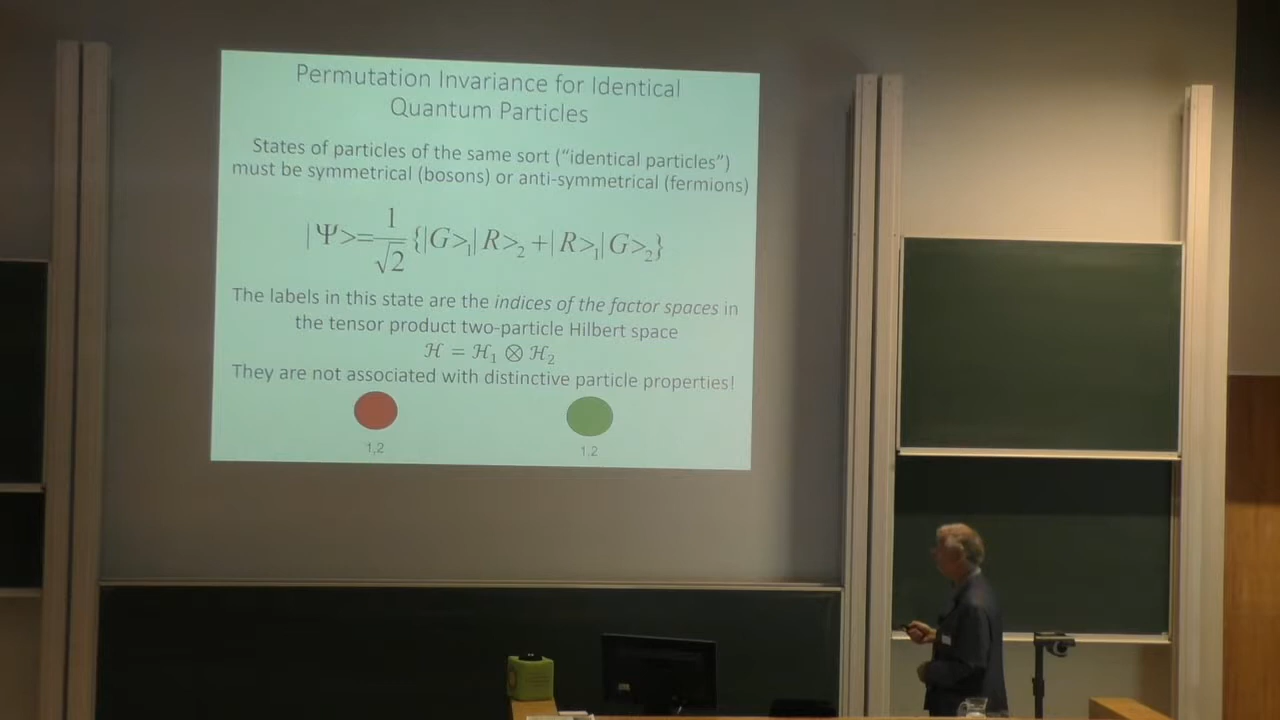 Permutation Invariance for Identical
Quantum Particles
States of particles of the same sort (“identical particles”)
must be symmetrical (bosons) or anti-symmetrical (fermions)
|Ψ>=1/√2{|G>₁|R>₂+|R>₁|G>₂}
The labels in this state are the indices of the factor spaces in
the tensor product two-particle Hilbert space
ℋ = ℋ₁ ⊗ ℋ₂
They are not associated with distinctive particle properties!
1,2 1,2